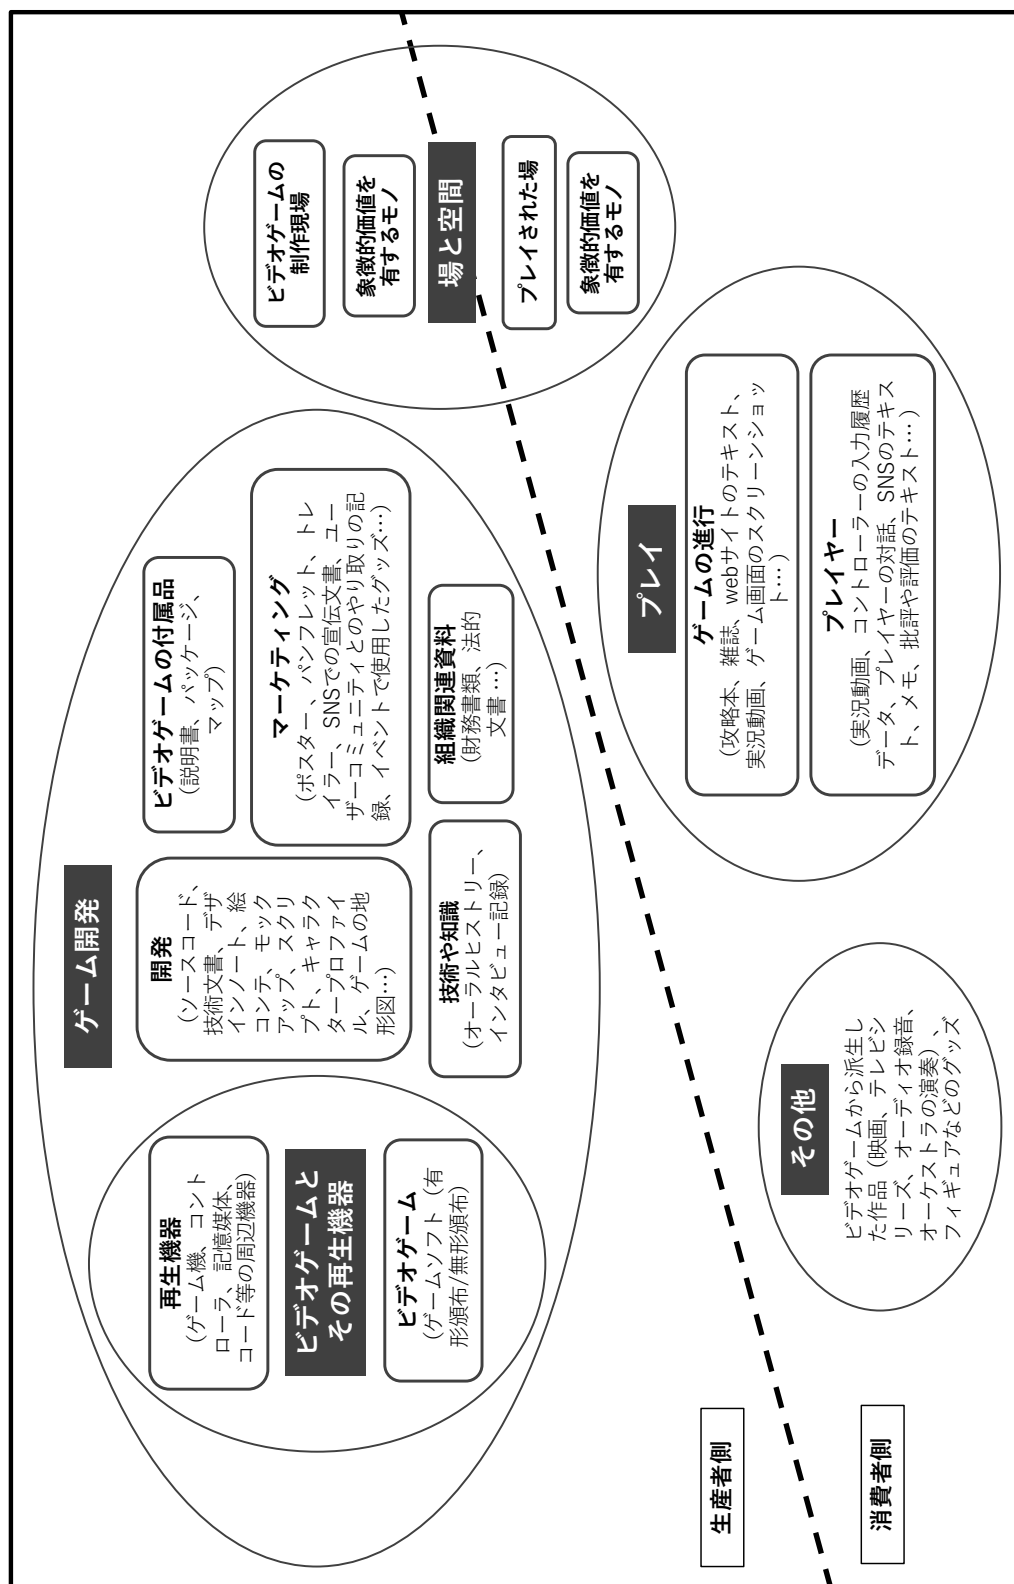 ゲーム開発
ビデオゲームと
その再生機器
再生機器
(ゲーム機、コント
ローラ、記憶媒体、
コード等の周辺機器)
ビデオゲーム
(ゲームソフト (有
形頒布/無形頒布)
開発
(ソースコード、
技術文書、デザ
インノート、絵
コンテ、モック
アップ、スクリ
プト、キャラク
タープロファイ
ル、ゲームの地
形図…)
技術や知識
(オーラルヒストリー、
インタビュー記録)
ビデオゲームの付属品
(説明書、パッケージ、
マップ)
マーケティング
(ポスター、パンフレット、トレ
イラー、SNSでの宣伝文書、ユー
ザーコミュニティとのやり取りの記
録、イベントで使用したグッズ…)
組織関連資料
(財務書類、法的
文書 …)
ビデオゲームの
制作現場
象徴的価値を
有するモノ
場と空間
プレイされた場
象徴的価値を
有するモノ
プレイ
ゲームの進行
(攻略本、雑誌、webサイトのテキスト、
実況動画、ゲーム画面のスクリーンショッ
ト…)
プレイヤー
(実況動画、コントローラーの入力履歴
データ、プレイヤーの対話、SNSのテキス
ト、メモ、批評や評価のテキスト…)
その他
ビデオゲームから派生し
た作品 (映画、テレビシ
リーズ、オーディオ録音、
オーケストラの演奏) 、
フィギュアなどのグッズ
生産者側
消費者側